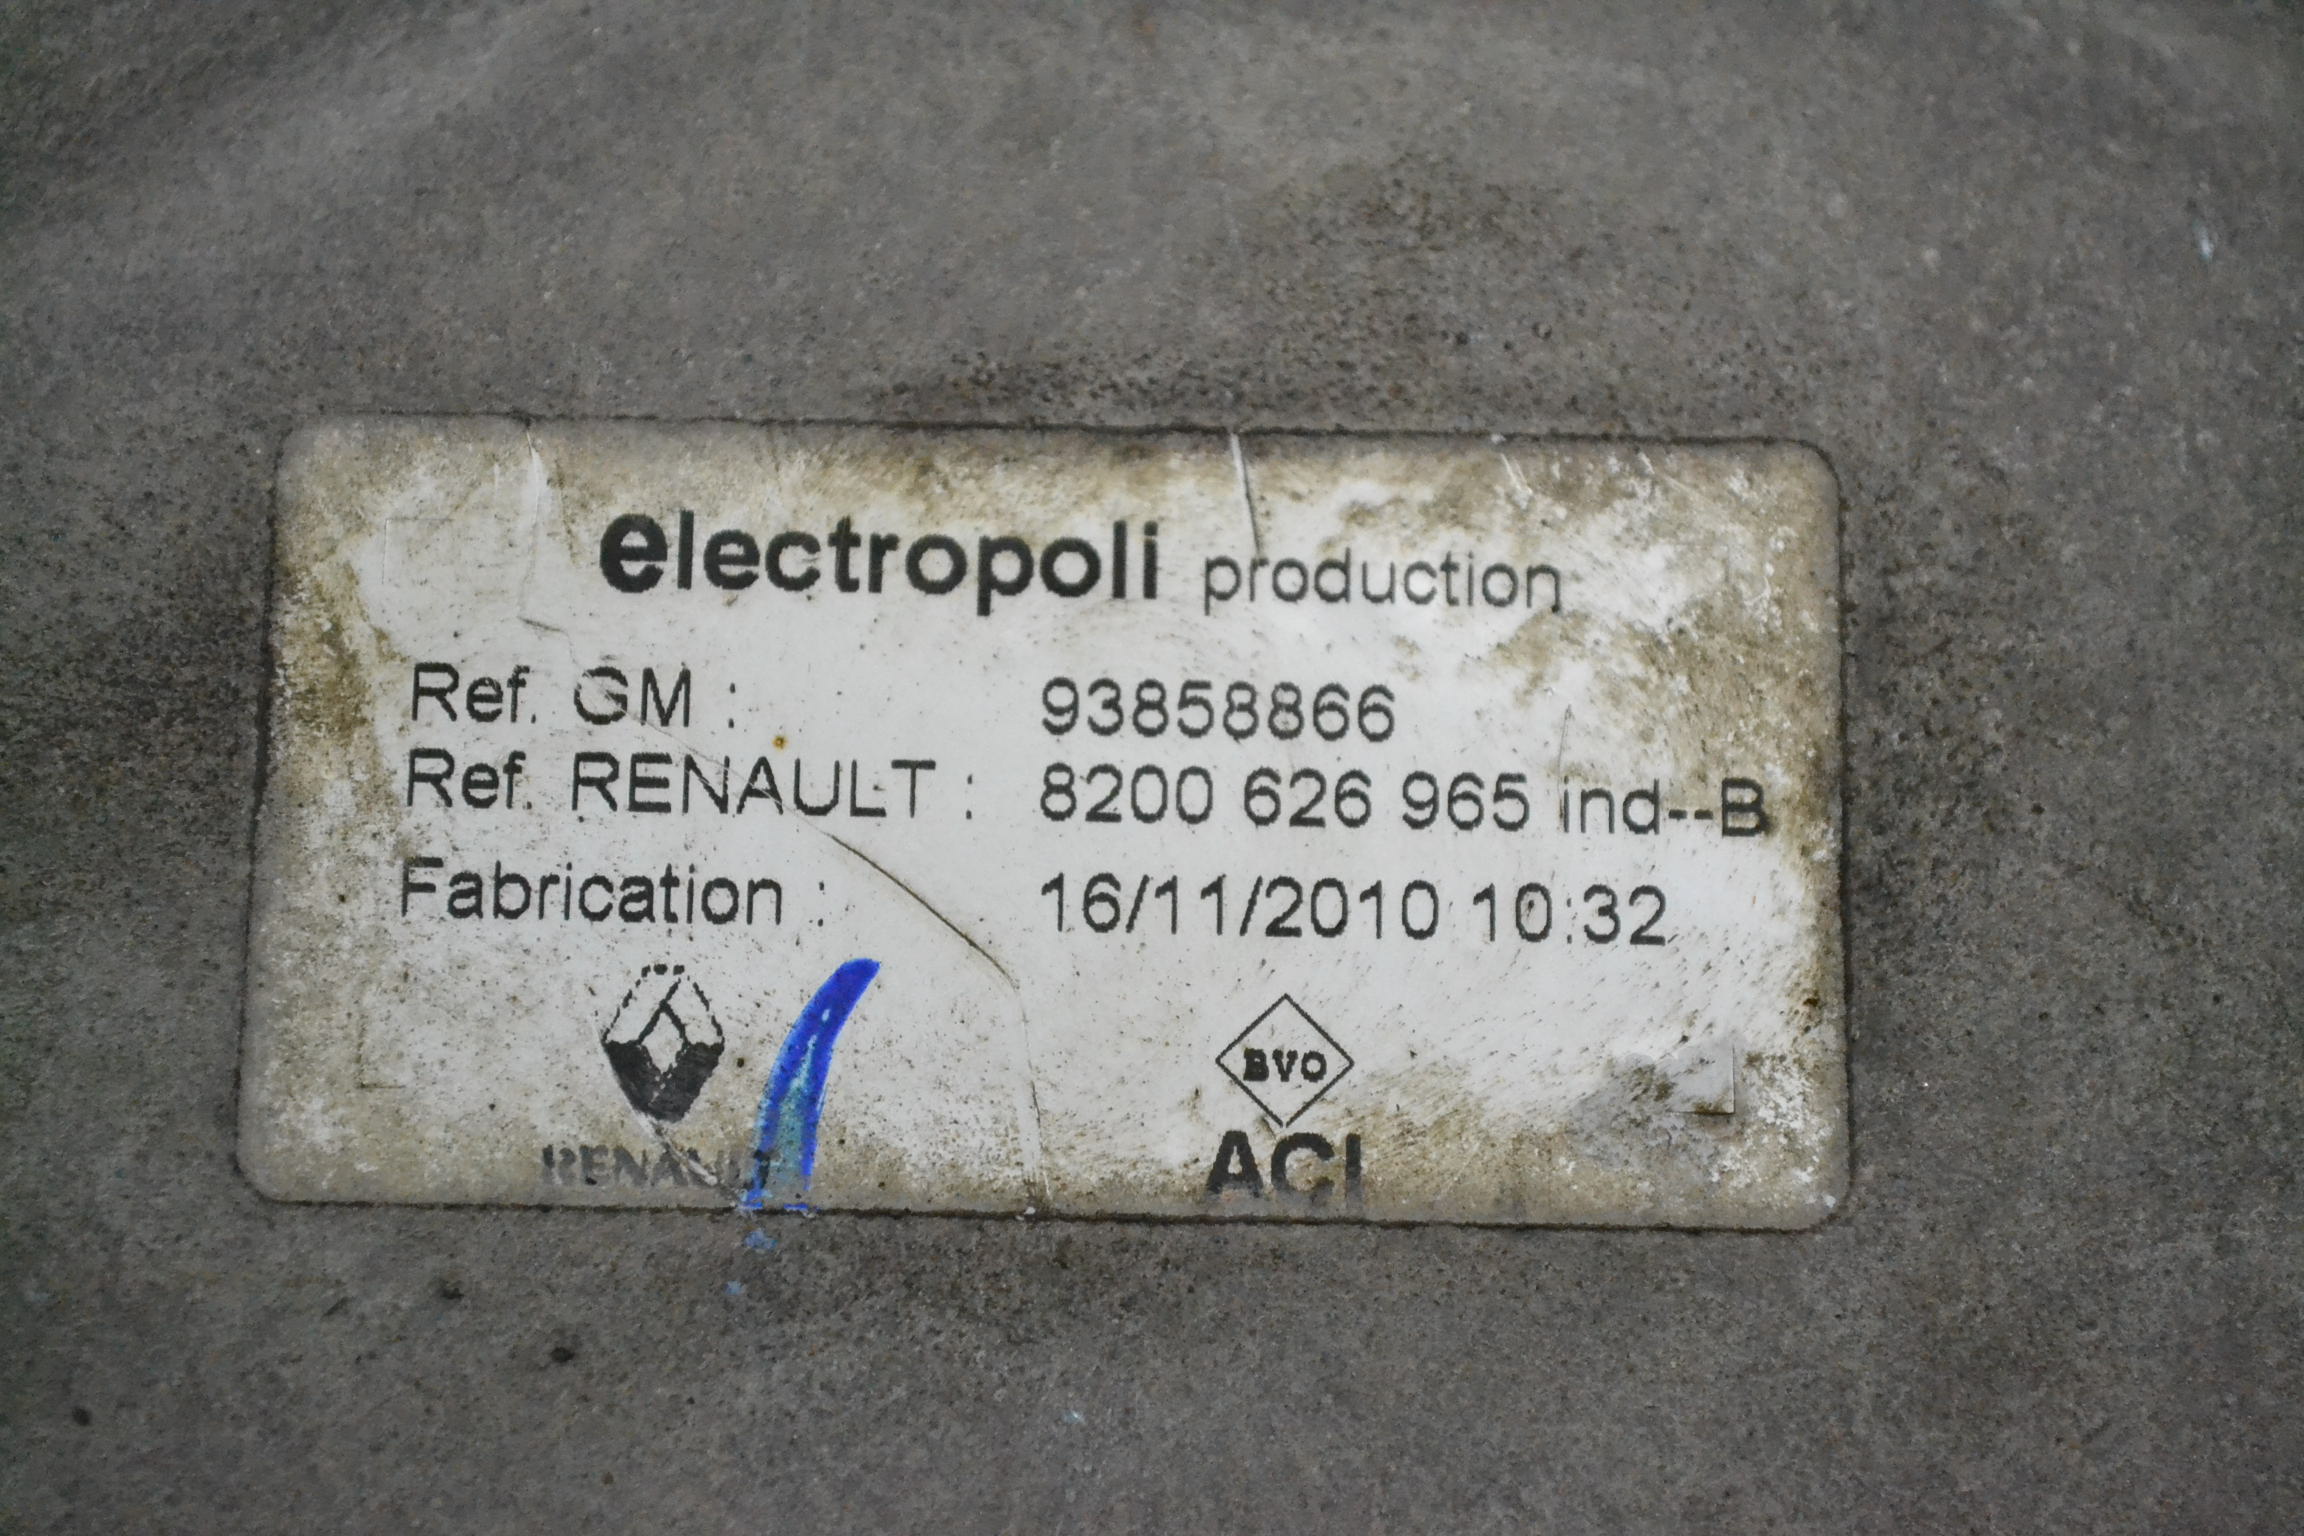 electropoli production
Ref. GM : 93858866
Ref. RENAULT : 8200 626 965 ind--B
Fabrication : 16/11/2010 10:32
BVO
RENAULT
ACI